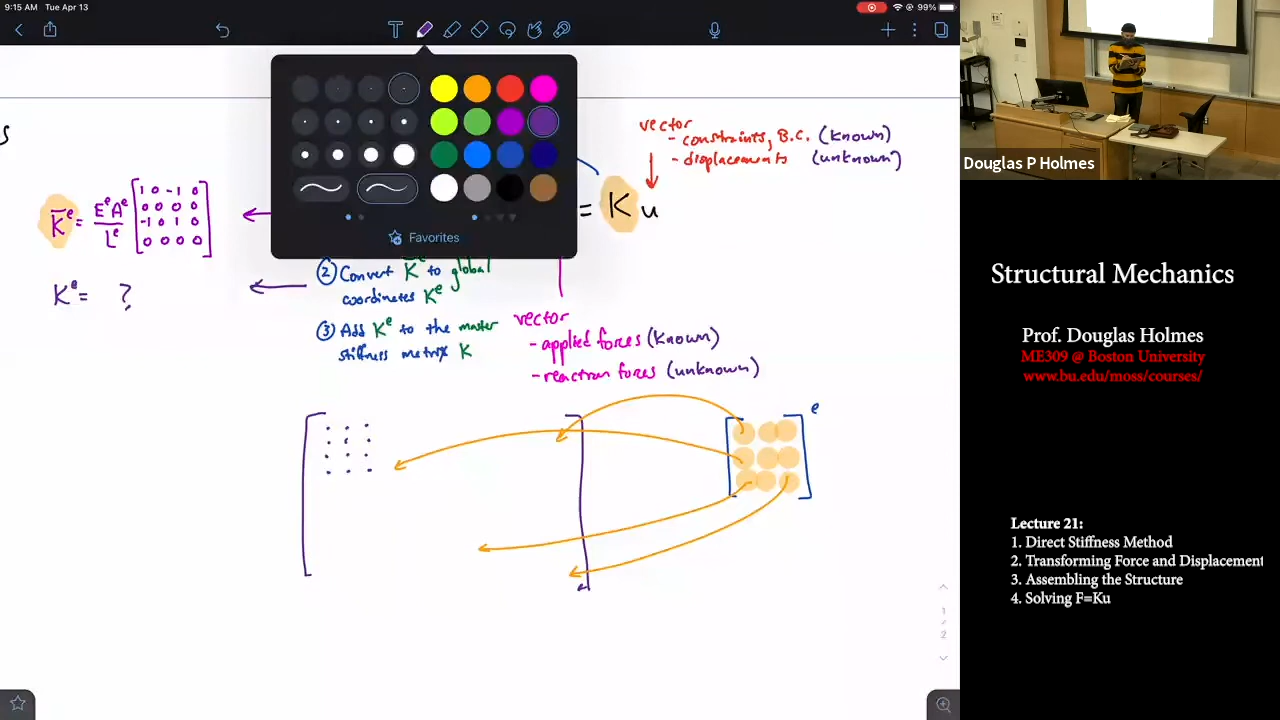 9:15 AM Tue Apr 13
99%
s
vector
- constraints, B.C. (known)
- displacements (unknown)
= K u
K̄ᵉ = EᵉAᵉ/Lᵉ
1 0 -1 0
0 0 0 0
-1 0 1 0
0 0 0 0
Favorites
② Convert K̄ᵉ to global
coordinates Kᵉ
Kᵉ = ?
③ Add Kᵉ to the master
stiffness metrix K
vector
- applied forces (known)
- reaction forces (unknown)
e
1
2
Douglas P Holmes
Structural Mechanics
Prof. Douglas Holmes
ME309 @ Boston University
www.bu.edu/moss/courses/
Lecture 21:
1. Direct Stiffness Method
2. Transforming Force and Displacement
3. Assembling the Structure
4. Solving F=Ku